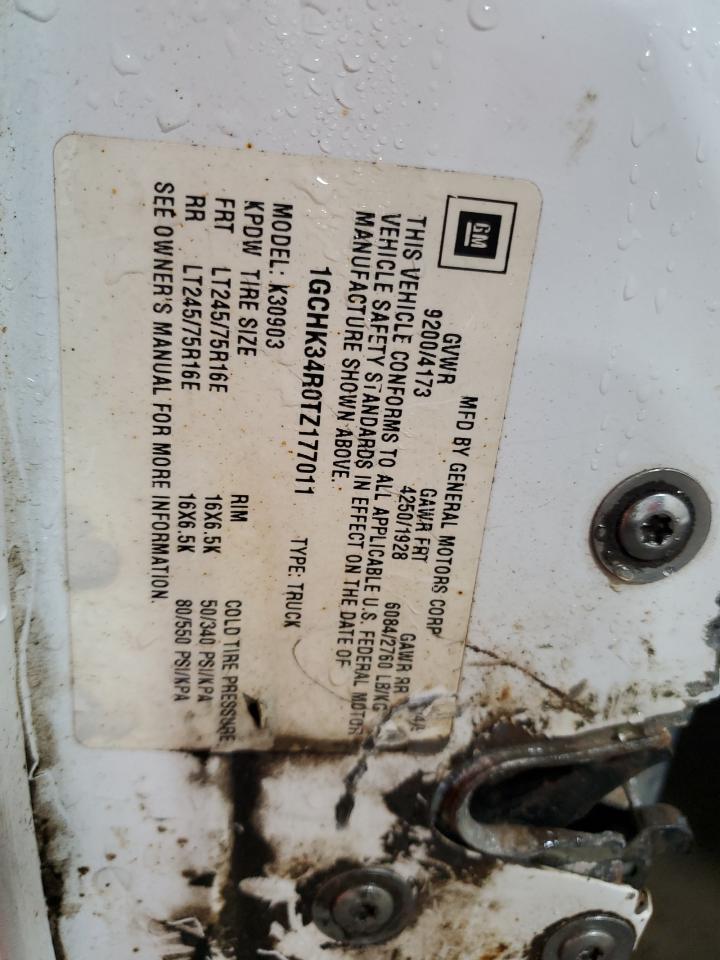 GM
MFD BY GENERAL MOTORS CORP
GVWR GAWR FRT GAWR RR
9200/4173 4250/1928 6084/2760 LB/KG
THIS VEHICLE CONFORMS TO ALL APPLICABLE U.S. FEDERAL MOTOR
VEHICLE SAFETY STANDARDS IN EFFECT ON THE DATE OF
MANUFACTURE SHOWN ABOVE.
1GCHK34R0TZ177011 TYPE: TRUCK
MODEL: K30903
KPDW TIRE SIZE RIM COLD TIRE PRESSURE
FRT LT245/75R16E 16X6.5K 50/340 PSI/KPA
RR LT245/75R16E 16X6.5K 80/550 PSI/KPA
SEE OWNER'S MANUAL FOR MORE INFORMATION.